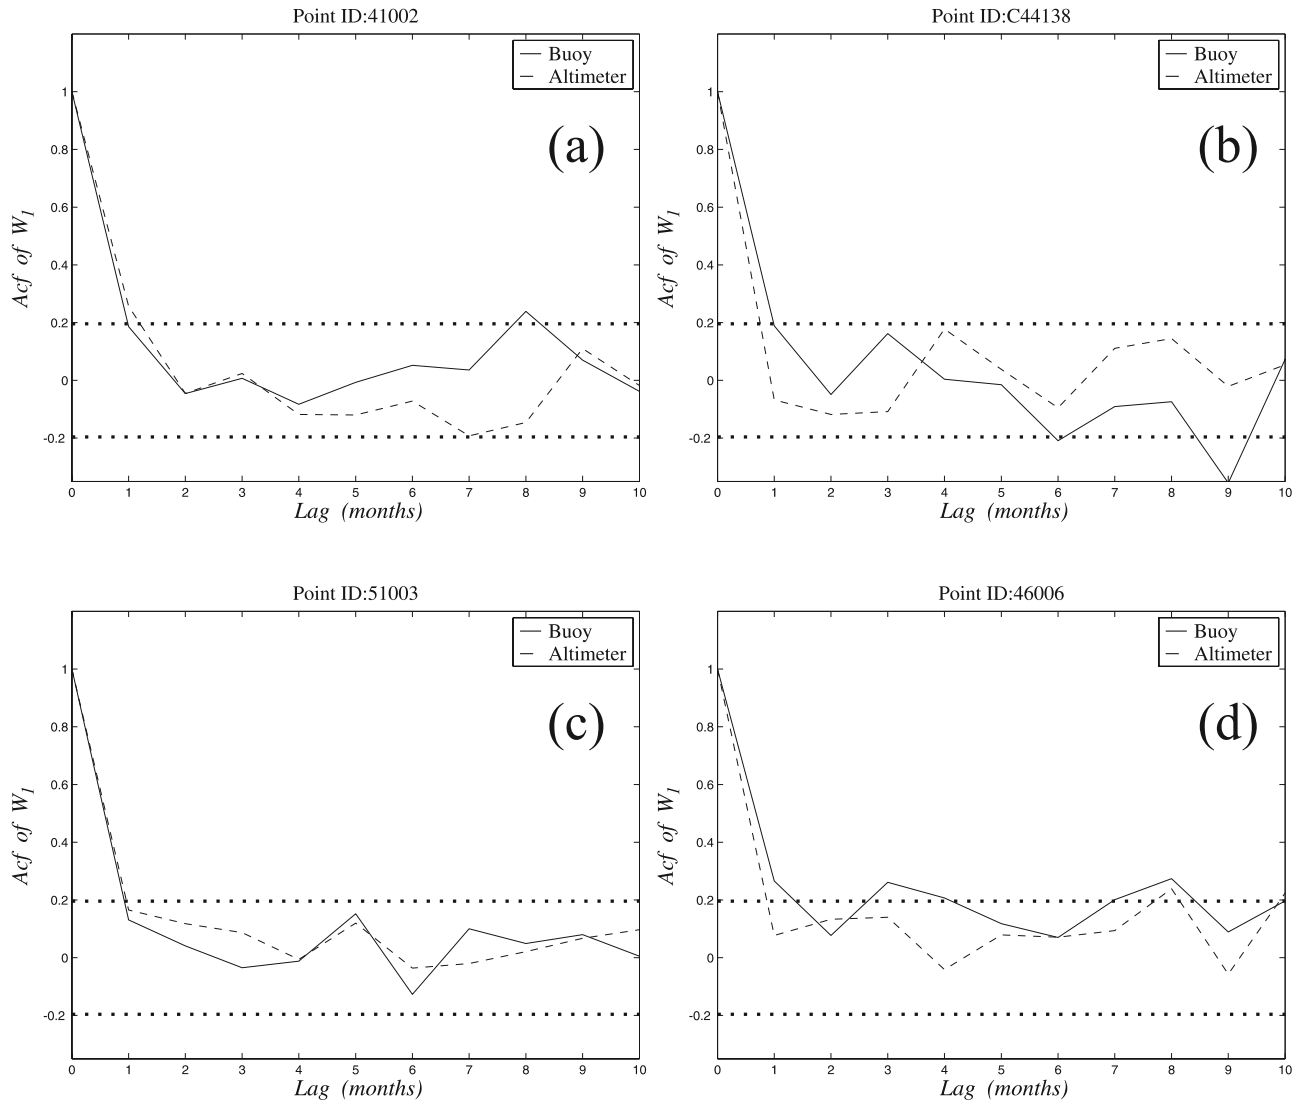 Point ID:41002
Buoy
Altimeter
(a)
1
0.8
0.6
0.4
0.2
0
-0.2
Acf of W1
0 1 2 3 4 5 6 7 8 9 10
Lag (months)
Point ID:C44138
Buoy
Altimeter
(b)
1
0.8
0.6
0.4
0.2
0
-0.2
Acf of W1
0 1 2 3 4 5 6 7 8 9 10
Lag (months)
Point ID:51003
Buoy
Altimeter
(c)
1
0.8
0.6
0.4
0.2
0
-0.2
Acf of W1
0 1 2 3 4 5 6 7 8 9 10
Lag (months)
Point ID:46006
Buoy
Altimeter
(d)
1
0.8
0.6
0.4
0.2
0
-0.2
Acf of W1
0 1 2 3 4 5 6 7 8 9 10
Lag (months)